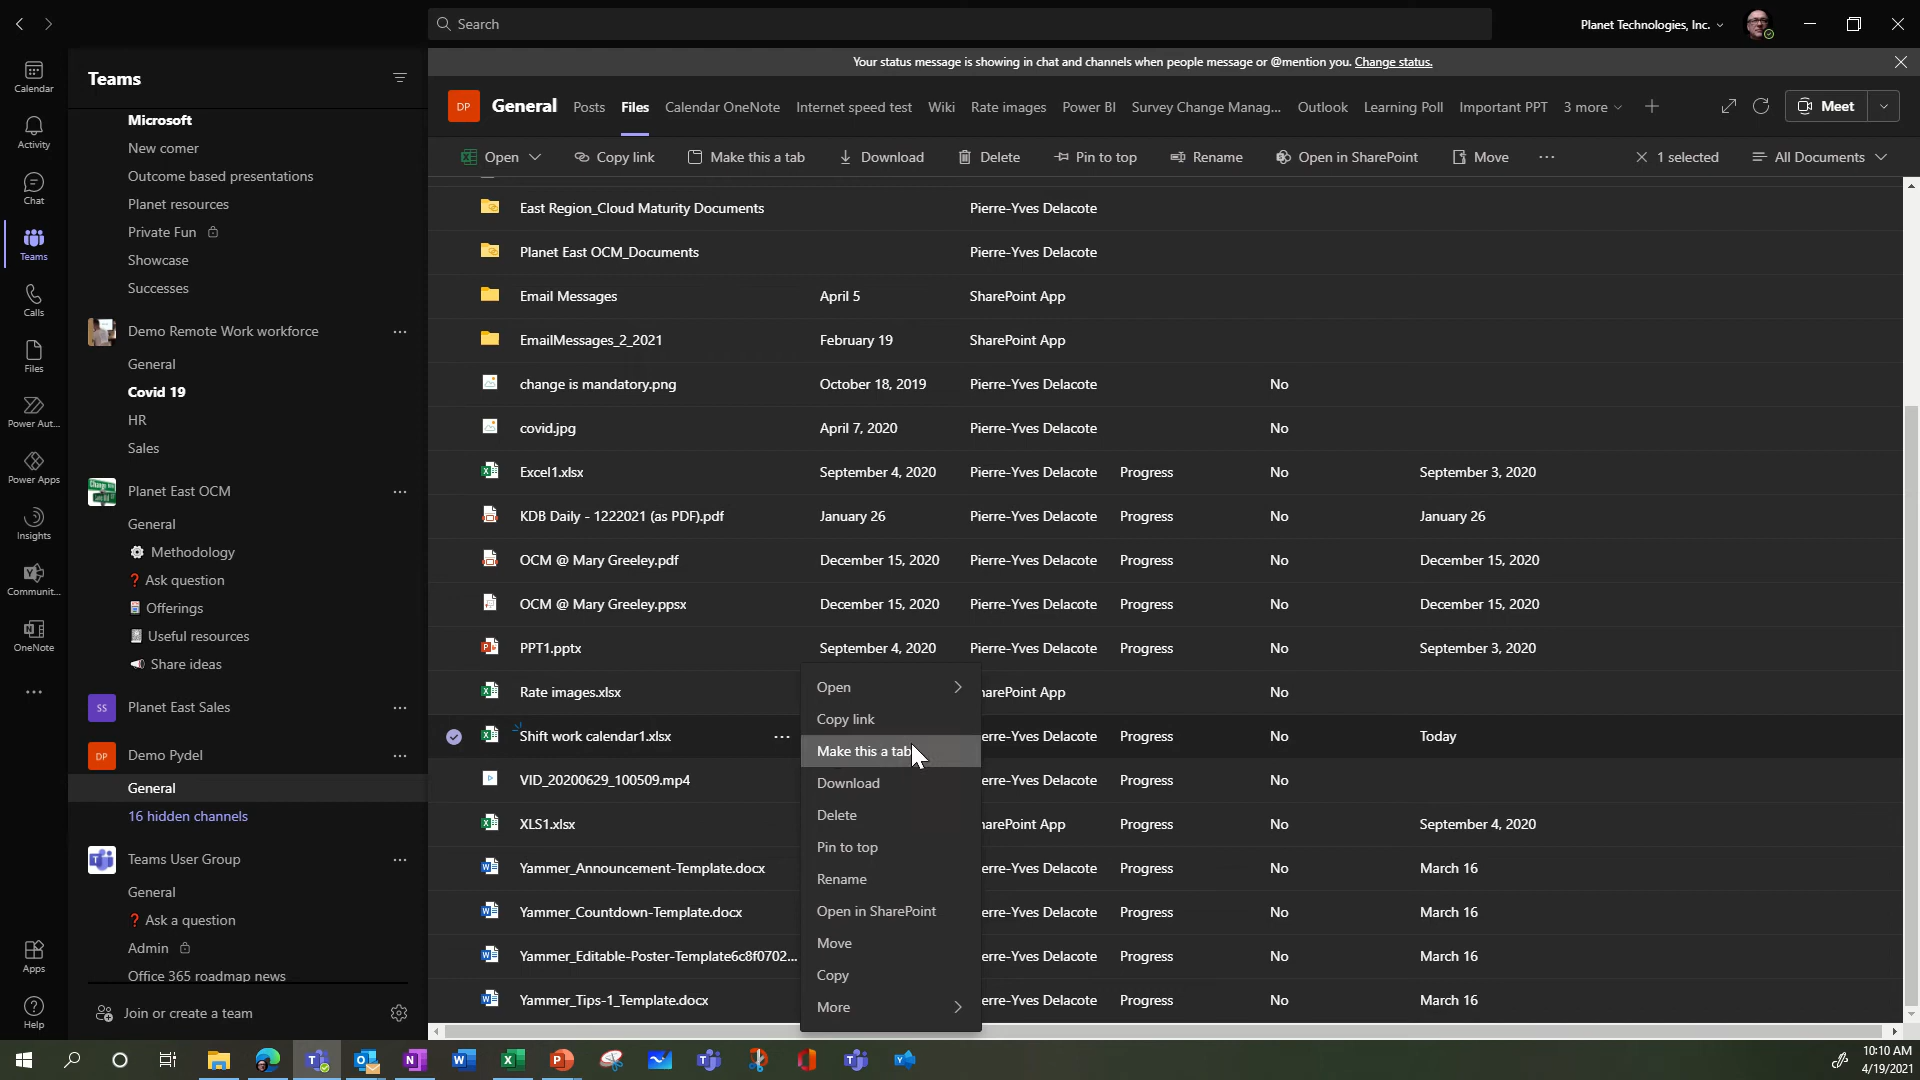 Search
Planet Technologies, Inc.
Your status message is showing in chat and channels when people message or @mention you. Change status.
Calendar
Activity
Chat
Teams
Calls
Files
Power Aut...
Power Apps
Insights
Communit...
OneNote
Apps
Help
Teams
Microsoft
New comer
Outcome based presentations
Planet resources
Private Fun
Showcase
Successes
Demo Remote Work workforce
General
Covid 19
HR
Sales
Planet East OCM
General
Methodology
❓ Ask question
Offerings
Useful resources
Share ideas
SS Planet East Sales
DP Demo Pydel
General
16 hidden channels
Teams User Group
General
❓ Ask a question
Admin
Office 365 roadmap news
Join or create a team
DP General Posts Files Calendar OneNote Internet speed test Wiki Rate images Power BI Survey Change Manag... Outlook Learning Poll Important PPT 3 more Meet
Open Copy link Make this a tab Download Delete Pin to top Rename Open in SharePoint Move ... 1 selected All Documents
East Region_Cloud Maturity Documents Pierre-Yves Delacote
Planet East OCM_Documents Pierre-Yves Delacote
Email Messages April 5 SharePoint App
EmailMessages_2_2021 February 19 SharePoint App
change is mandatory.png October 18, 2019 Pierre-Yves Delacote No
covid.jpg April 7, 2020 Pierre-Yves Delacote No
Excel1.xlsx September 4, 2020 Pierre-Yves Delacote Progress No September 3, 2020
KDB Daily - 1222021 (as PDF).pdf January 26 Pierre-Yves Delacote Progress No January 26
OCM @ Mary Greeley.pdf December 15, 2020 Pierre-Yves Delacote Progress No December 15, 2020
OCM @ Mary Greeley.ppsx December 15, 2020 Pierre-Yves Delacote Progress No December 15, 2020
PPT1.pptx September 4, 2020 Pierre-Yves Delacote Progress No September 3, 2020
Rate images.xlsx arePoint App No
Shift work calendar1.xlsx ... erre-Yves Delacote Progress No Today
VID_20200629_100509.mp4 erre-Yves Delacote Progress No
XLS1.xlsx arePoint App Progress No September 4, 2020
Yammer_Announcement-Template.docx erre-Yves Delacote Progress No March 16
Yammer_Countdown-Template.docx erre-Yves Delacote Progress No March 16
Yammer_Editable-Poster-Template6c8f0702... erre-Yves Delacote Progress No March 16
Yammer_Tips-1_Template.docx erre-Yves Delacote Progress No March 16
Open
Copy link
Make this a tab
Download
Delete
Pin to top
Rename
Open in SharePoint
Move
Copy
More
10:10 AM
4/19/2021